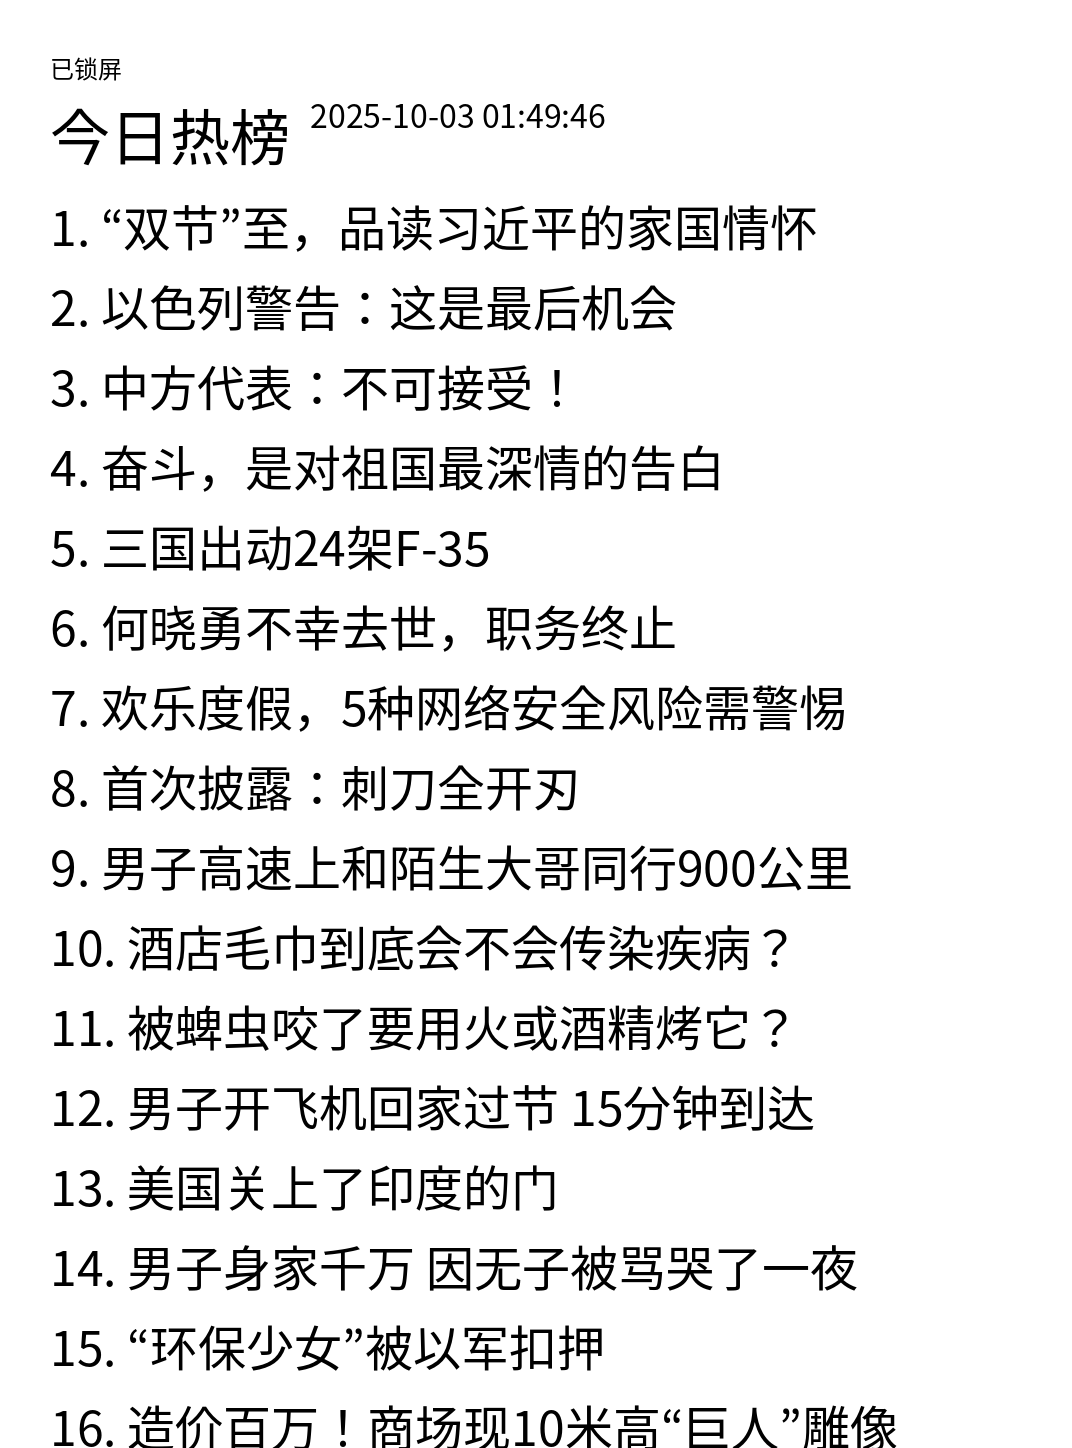 已锁屏
今日热榜 2025-10-03 01:49:46
1. “双节”至，品读习近平的家国情怀
2. 以色列警告：这是最后机会
3. 中方代表：不可接受！
4. 奋斗，是对祖国最深情的告白
5. 三国出动24架F-35
6. 何晓勇不幸去世，职务终止
7. 欢乐度假，5种网络安全风险需警惕
8. 首次披露：刺刀全开刃
9. 男子高速上和陌生大哥同行900公里
10. 酒店毛巾到底会不会传染疾病？
11. 被蜱虫咬了要用火或酒精烤它？
12. 男子开飞机回家过节 15分钟到达
13. 美国关上了印度的门
14. 男子身家千万 因无子被骂哭了一夜
15. “环保少女”被以军扣押
16. 造价百万！商场现10米高“巨人”雕像